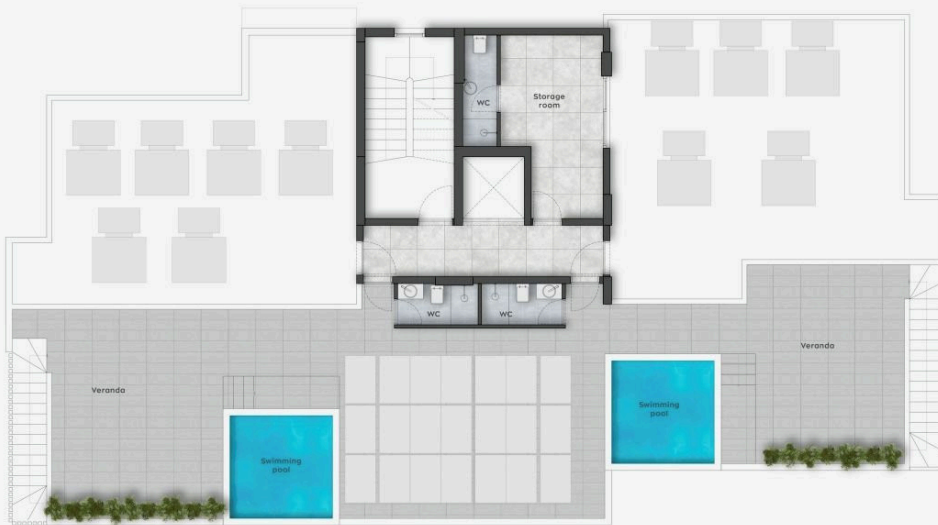 WC
Storage
room
WC
WC
Veranda
Veranda
Swimming
pool
Swimming
pool